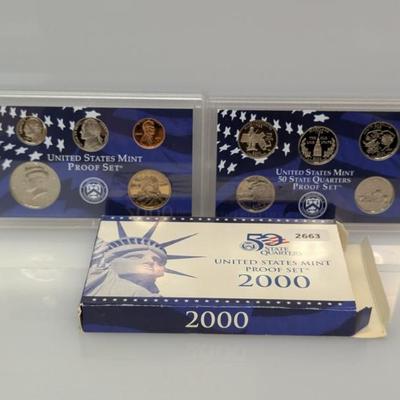 UNITED STATES MINT
PROOF SET®
UNITED STATES MINT
50 STATE QUARTERS
PROOF SET®
50
STATE
QUARTERS
2663
UNITED STATES MINT
PROOF SET®
2000
2000